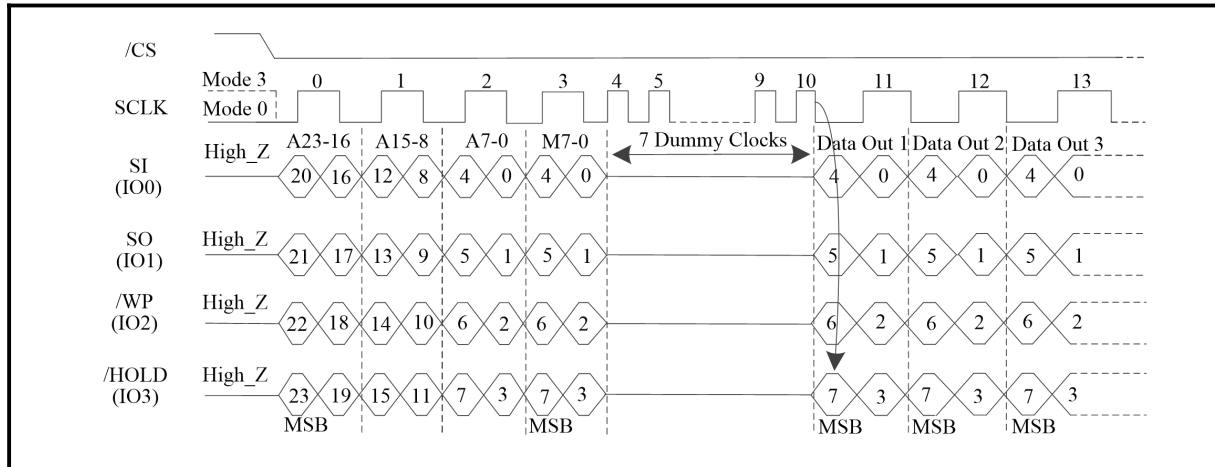 /CS
Mode 3 0 1 2 3 4 5 9 10 11 12 13
SCLK Mode 0
A23-16 A15-8 A7-0 M7-0 7 Dummy Clocks Data Out 1 Data Out 2 Data Out 3
SI
(IO0)
High_Z 20 16 12 8 4 0 4 0 4 0 4 0 4 0
SO
(IO1)
High_Z 21 17 13 9 5 1 5 1 5 1 5 1 5 1
/WP
(IO2)
High_Z 22 18 14 10 6 2 6 2 6 2 6 2 6 2
/HOLD
(IO3)
High_Z 23 19 15 11 7 3 7 3 7 3 7 3 7 3
MSB MSB MSB MSB MSB